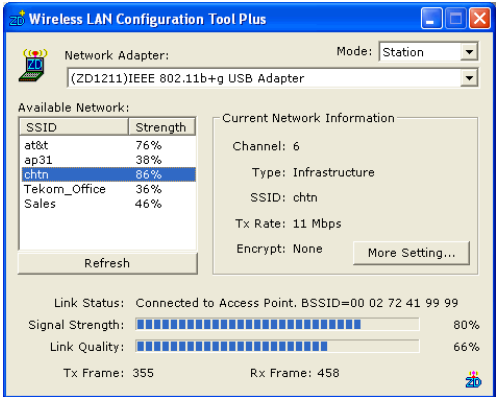 ZD Wireless LAN Configuration Tool Plus
ZD Network Adapter: Mode: Station
(ZD1211)IEEE 802.11b+g USB Adapter
Available Network:
SSID Strength
at&t 76%
ap31 38%
chtn 86%
Tekom_Office 36%
Sales 46%
Refresh
Current Network Information
Channel: 6
Type: Infrastructure
SSID: chtn
Tx Rate: 11 Mbps
Encrypt: None More Setting...
Link Status: Connected to Access Point. BSSID=00 02 72 41 99 99
Signal Strength: 80%
Link Quality: 66%
Tx Frame: 355 Rx Frame: 458 ZD